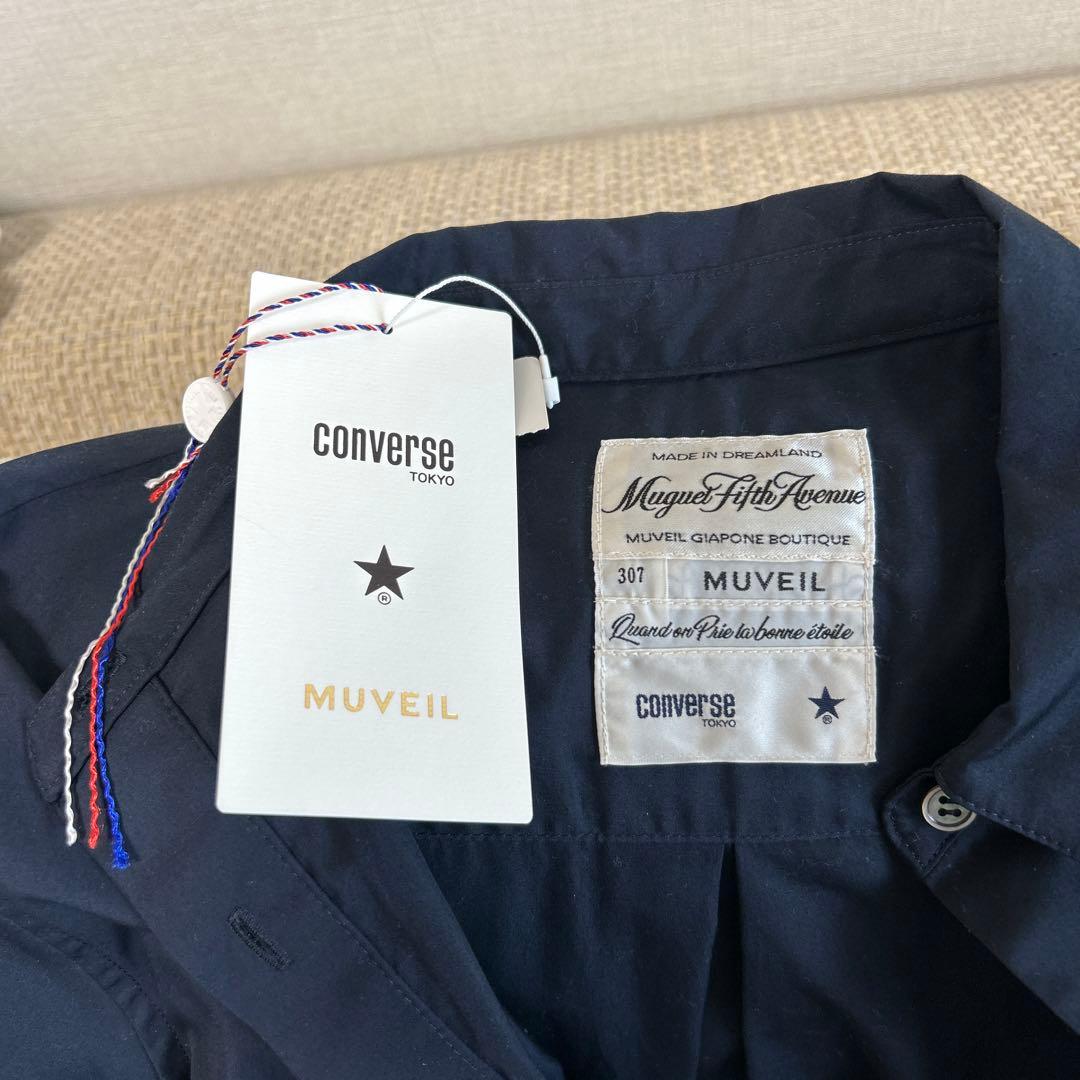 converse
TOKYO
®
MUVEIL
MADE IN DREAMLAND
Muguet Fifth Avenue
MUVEIL GIAPONE BOUTIQUE
307 MUVEIL
Quand on Prie la bonne étoile
converse
TOKYO
®